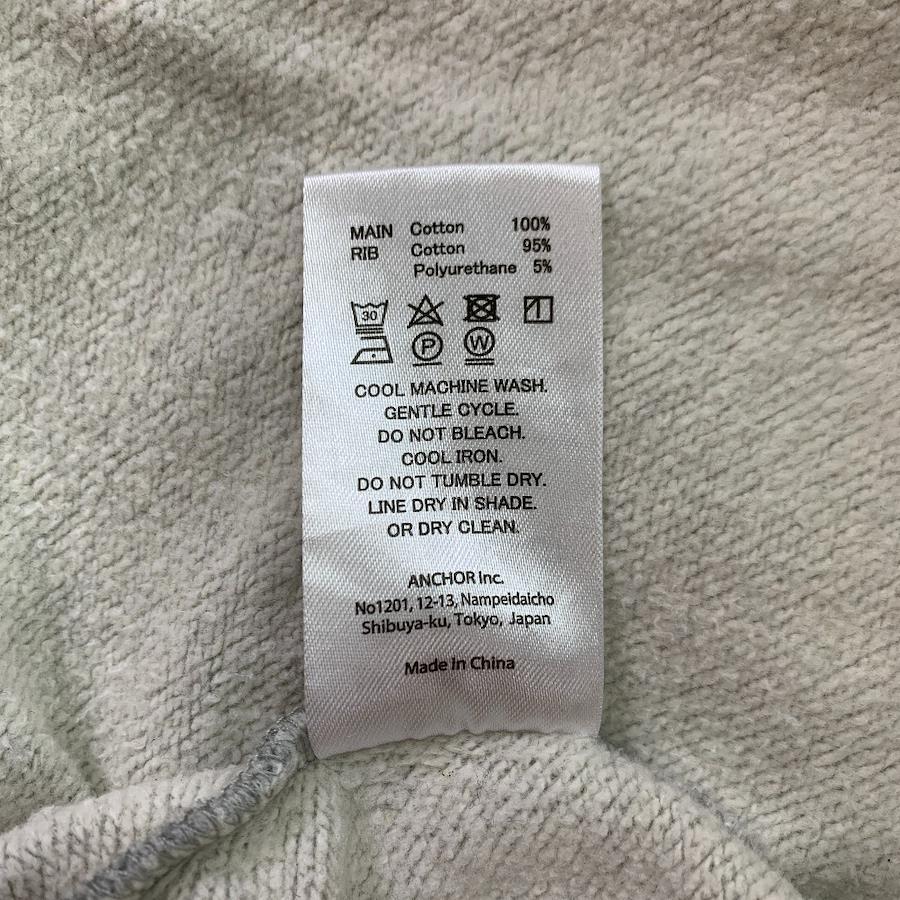 MAIN Cotton 100%
RIB Cotton 95%
Polyurethane 5%
30
P W
COOL MACHINE WASH.
GENTLE CYCLE.
DO NOT BLEACH.
COOL IRON.
DO NOT TUMBLE DRY.
LINE DRY IN SHADE.
OR DRY CLEAN.
ANCHOR Inc.
No1201, 12-13, Nampeidaicho
Shibuya-ku, Tokyo, Japan
Made in China